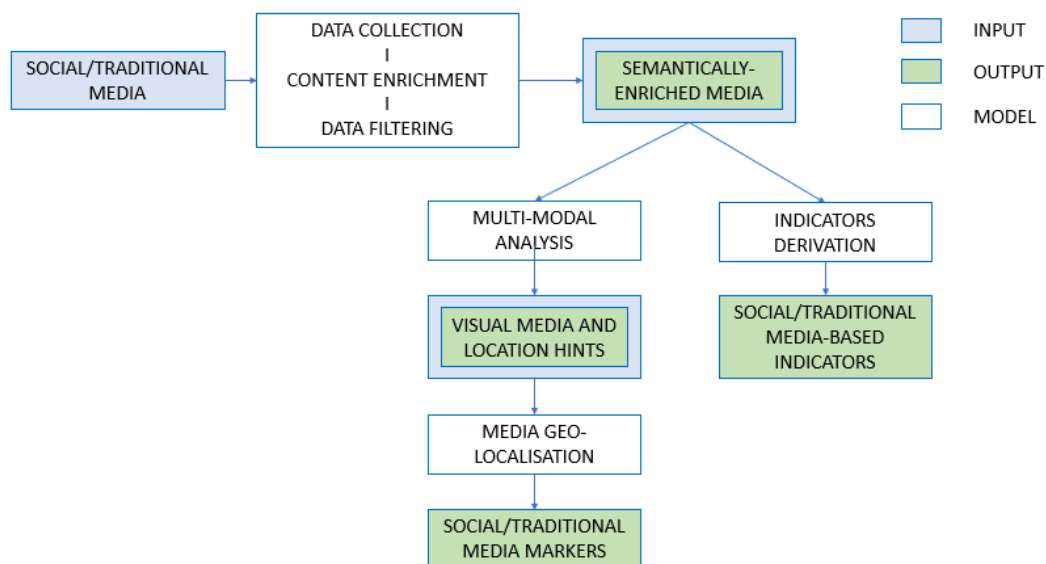 SOCIAL/TRADITIONAL
MEDIA
DATA COLLECTION
I
CONTENT ENRICHMENT
I
DATA FILTERING
SEMANTICALLY-
ENRICHED MEDIA
INPUT
OUTPUT
MODEL
MULTI-MODAL
ANALYSIS
INDICATORS
DERIVATION
VISUAL MEDIA AND
LOCATION HINTS
SOCIAL/TRADITIONAL
MEDIA-BASED
INDICATORS
MEDIA GEO-
LOCALISATION
SOCIAL/TRADITIONAL
MEDIA MARKERS